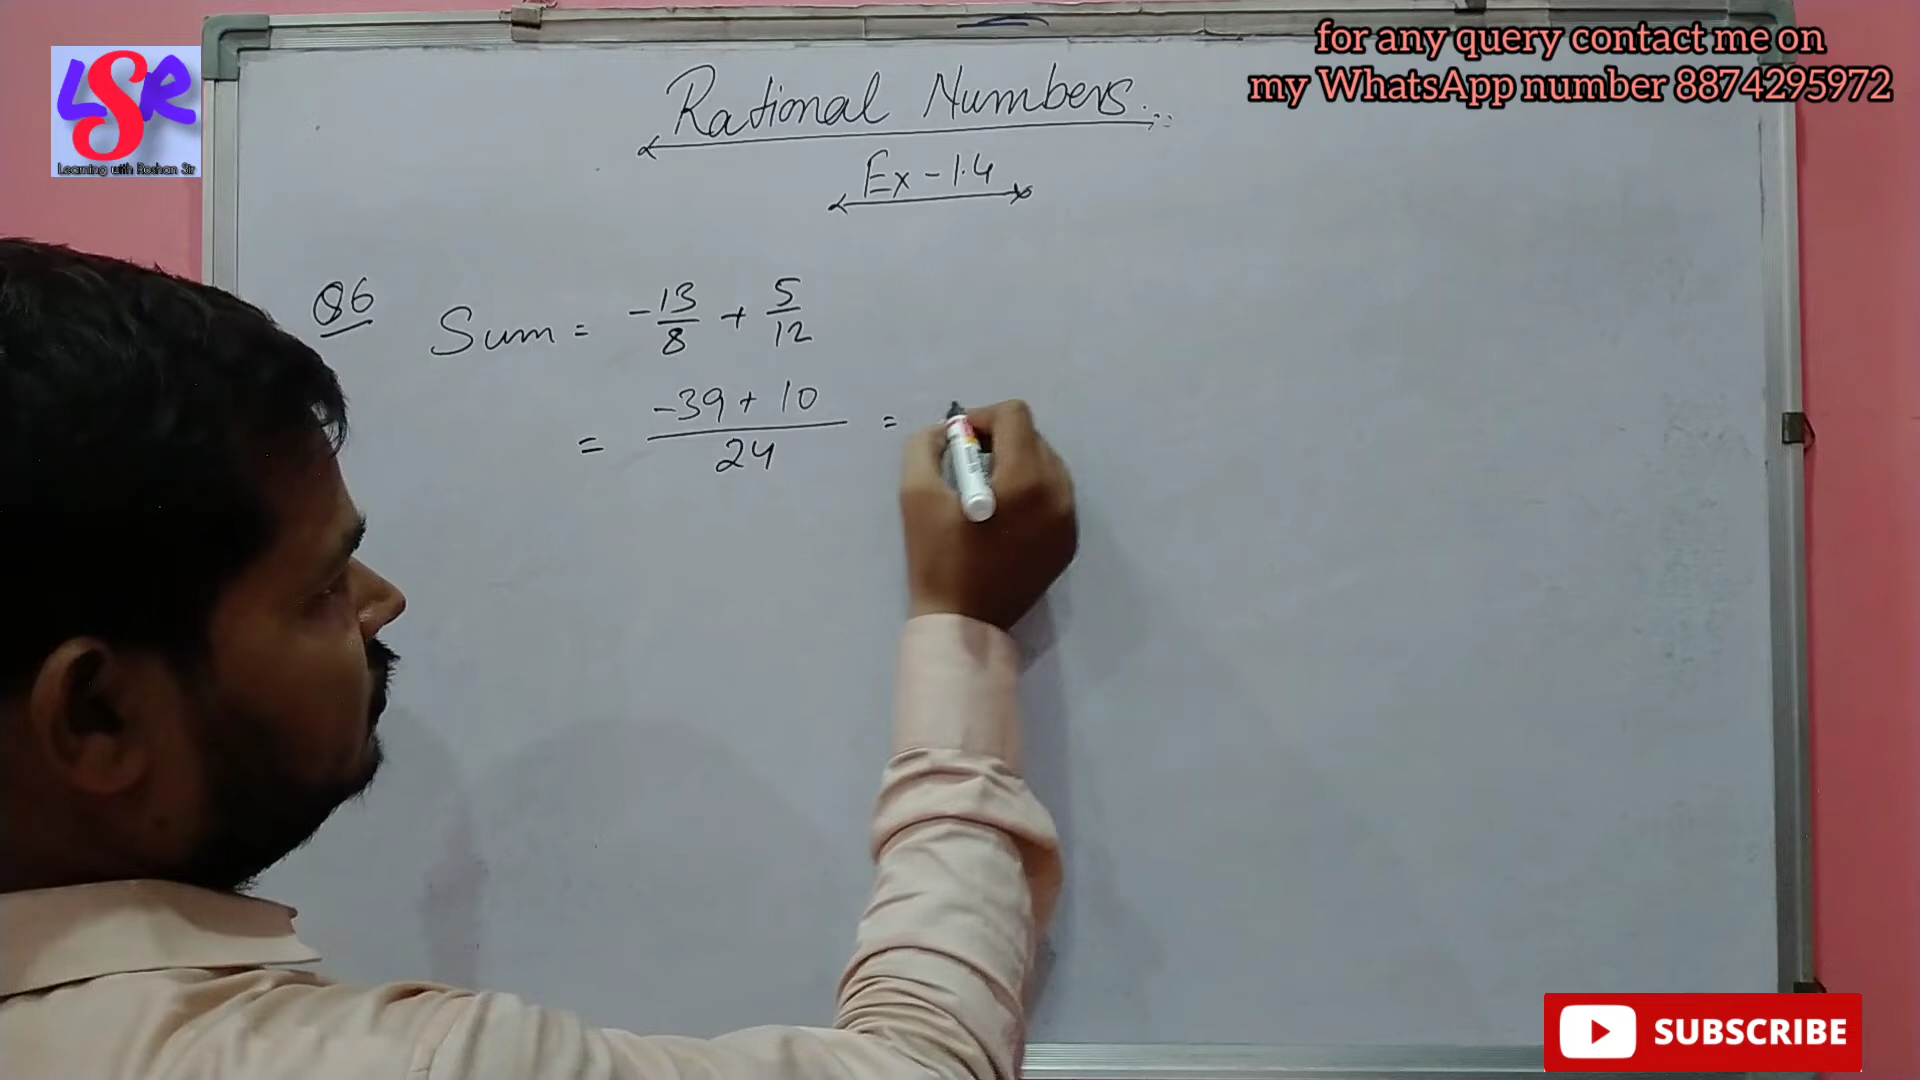 for any query contact me on
my WhatsApp number 8874295972
LSR
Learning with Roshan Sir
Rational Numbers
Ex - 1.4
Q6 Sum = -13/8 + 5/12
= -39 + 10 / 24 =
SUBSCRIBE